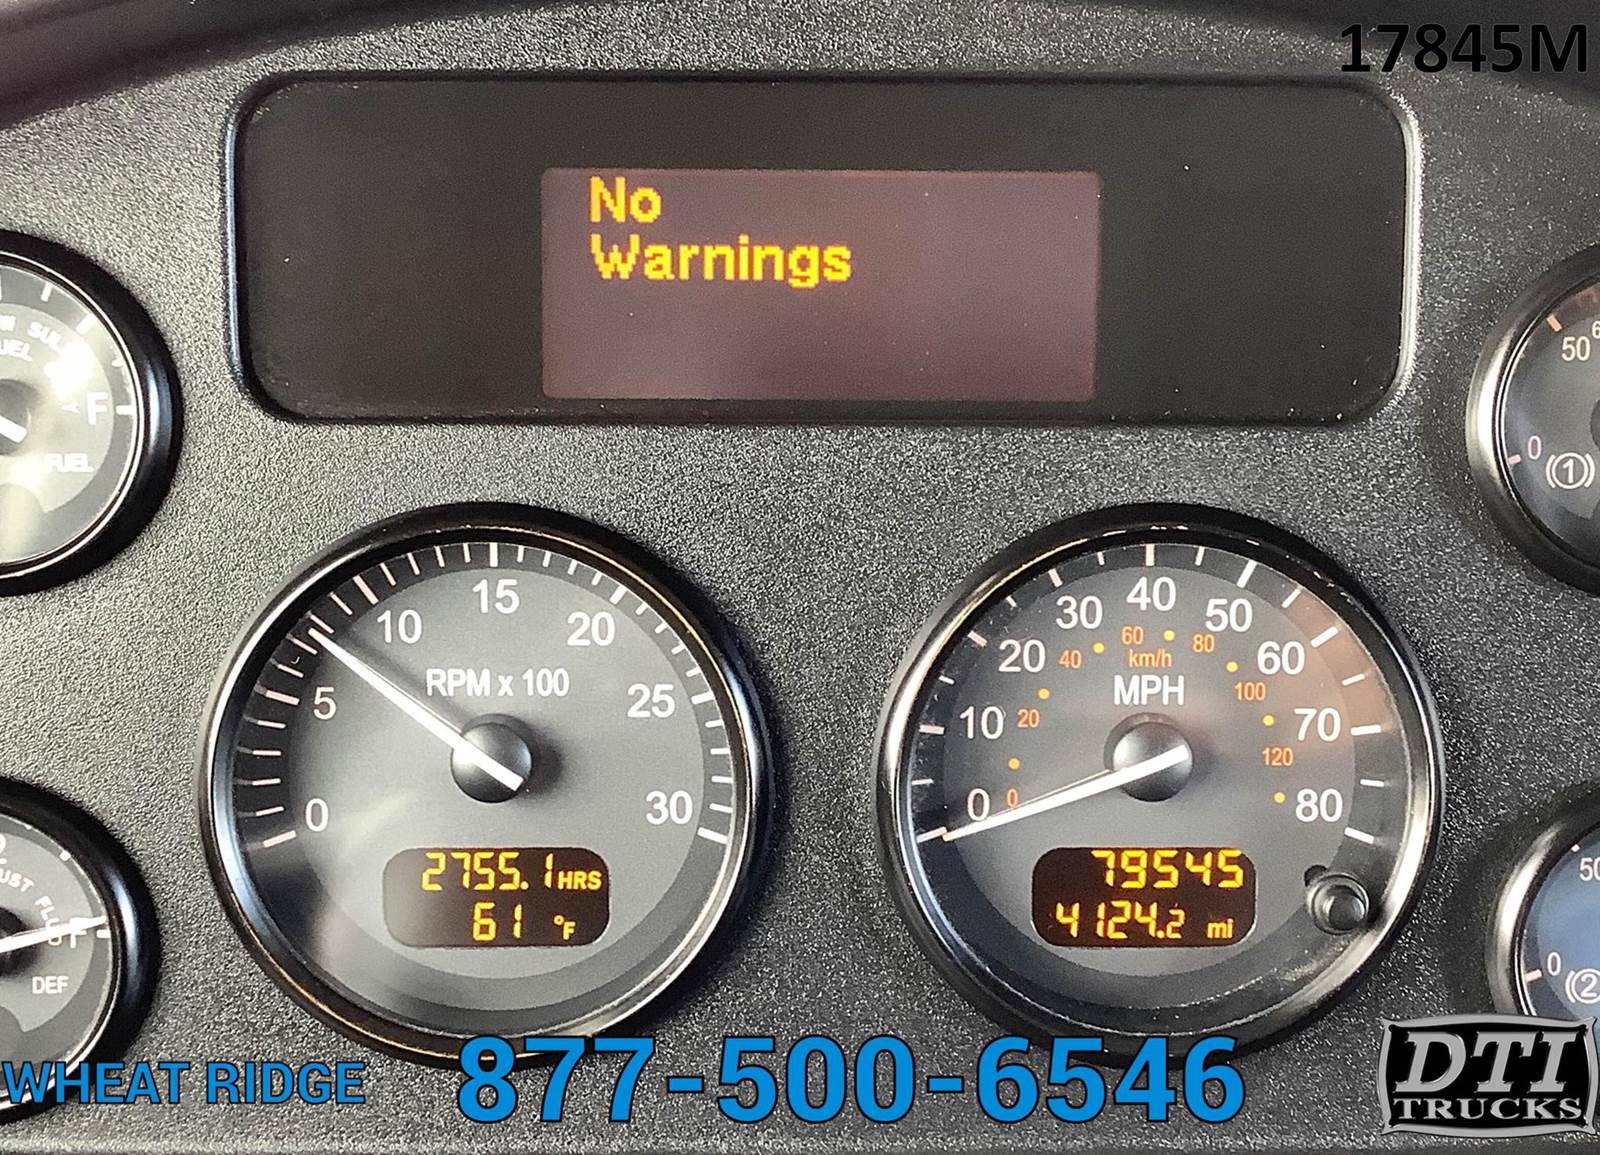 17845M
No
Warnings
F
FUEL
50
0
(1)
0
5
10
15
20
25
30
RPM x 100
2755.1 HRS
61 °F
0
10
20
30
40
50
60
70
80
MPH
km/h
0
20
40
60
80
100
120
79545
4124.2 mi
F
DEF
50
0
(2)
WHEAT RIDGE
877-500-6546
DTI
TRUCKS